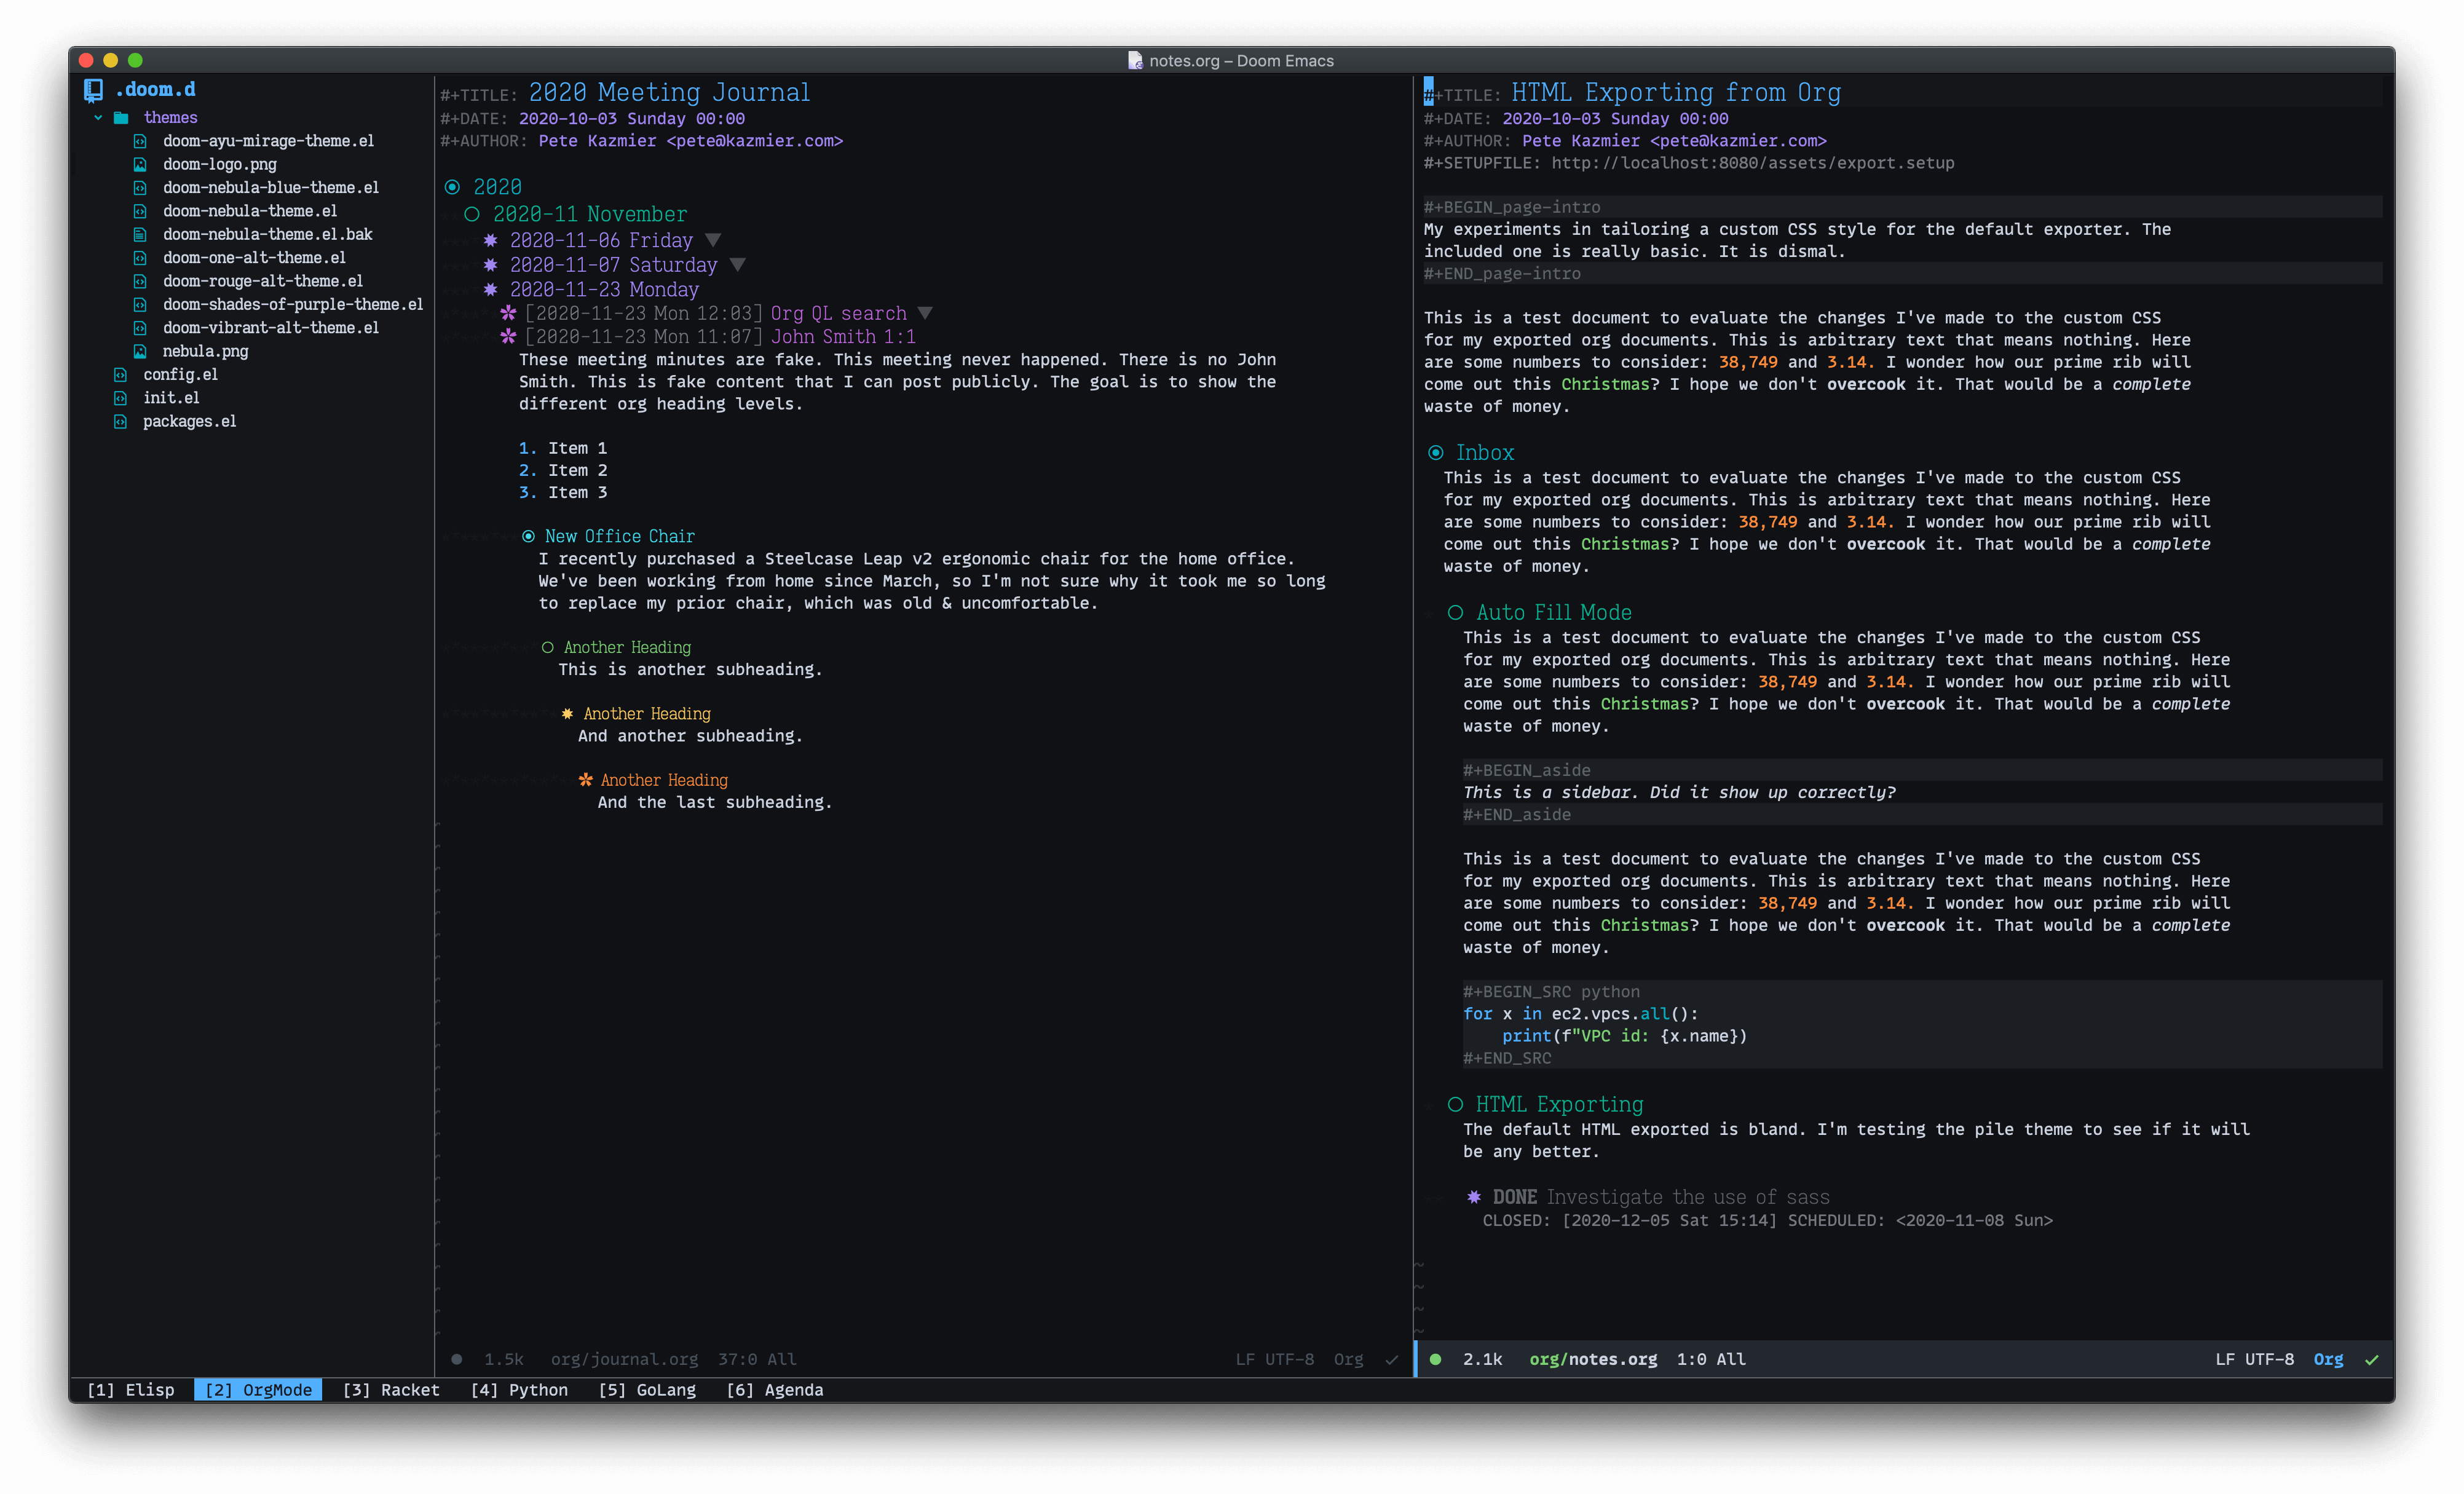 notes.org – Doom Emacs
.doom.d
themes
doom-ayu-mirage-theme.el
doom-logo.png
doom-nebula-blue-theme.el
doom-nebula-theme.el
doom-nebula-theme.el.bak
doom-one-alt-theme.el
doom-rouge-alt-theme.el
doom-shades-of-purple-theme.el
doom-vibrant-alt-theme.el
nebula.png
config.el
init.el
packages.el
#+TITLE: 2020 Meeting Journal
#+DATE: 2020-10-03 Sunday 00:00
#+AUTHOR: Pete Kazmier <pete@kazmier.com>
2020
2020-11 November
2020-11-06 Friday ▼
2020-11-07 Saturday ▼
2020-11-23 Monday
[2020-11-23 Mon 12:03] Org QL search ▼
[2020-11-23 Mon 11:07] John Smith 1:1
These meeting minutes are fake. This meeting never happened. There is no John
Smith. This is fake content that I can post publicly. The goal is to show the
different org heading levels.
1. Item 1
2. Item 2
3. Item 3
New Office Chair
I recently purchased a Steelcase Leap v2 ergonomic chair for the home office.
We've been working from home since March, so I'm not sure why it took me so long
to replace my prior chair, which was old & uncomfortable.
Another Heading
This is another subheading.
Another Heading
And another subheading.
Another Heading
And the last subheading.
1.5k org/journal.org 37:0 All LF UTF-8 Org
#+TITLE: HTML Exporting from Org
#+DATE: 2020-10-03 Sunday 00:00
#+AUTHOR: Pete Kazmier <pete@kazmier.com>
#+SETUPFILE: http://localhost:8080/assets/export.setup
#+BEGIN_page-intro
My experiments in tailoring a custom CSS style for the default exporter. The
included one is really basic. It is dismal.
#+END_page-intro
This is a test document to evaluate the changes I've made to the custom CSS
for my exported org documents. This is arbitrary text that means nothing. Here
are some numbers to consider: 38,749 and 3.14. I wonder how our prime rib will
come out this Christmas? I hope we don't overcook it. That would be a complete
waste of money.
Inbox
This is a test document to evaluate the changes I've made to the custom CSS
for my exported org documents. This is arbitrary text that means nothing. Here
are some numbers to consider: 38,749 and 3.14. I wonder how our prime rib will
come out this Christmas? I hope we don't overcook it. That would be a complete
waste of money.
Auto Fill Mode
This is a test document to evaluate the changes I've made to the custom CSS
for my exported org documents. This is arbitrary text that means nothing. Here
are some numbers to consider: 38,749 and 3.14. I wonder how our prime rib will
come out this Christmas? I hope we don't overcook it. That would be a complete
waste of money.
#+BEGIN_aside
This is a sidebar. Did it show up correctly?
#+END_aside
This is a test document to evaluate the changes I've made to the custom CSS
for my exported org documents. This is arbitrary text that means nothing. Here
are some numbers to consider: 38,749 and 3.14. I wonder how our prime rib will
come out this Christmas? I hope we don't overcook it. That would be a complete
waste of money.
#+BEGIN_SRC python
for x in ec2.vpcs.all():
    print(f"VPC id: {x.name})
#+END_SRC
HTML Exporting
The default HTML exported is bland. I'm testing the pile theme to see if it will
be any better.
DONE Investigate the use of sass
CLOSED: [2020-12-05 Sat 15:14] SCHEDULED: <2020-11-08 Sun>
2.1k org/notes.org 1:0 All LF UTF-8 Org
[1] Elisp [2] OrgMode [3] Racket [4] Python [5] GoLang [6] Agenda